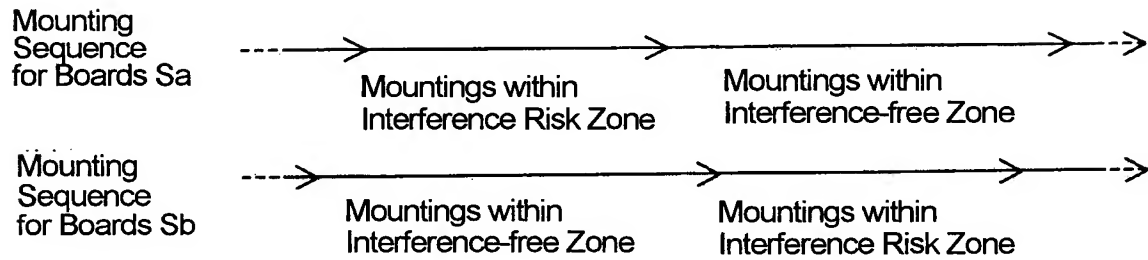 Mounting
Sequence
for Boards Sa
Mountings within
Interference Risk Zone
Mountings within
Interference-free Zone
Mounting
Sequence
for Boards Sb
Mountings within
Interference-free Zone
Mountings within
Interference Risk Zone